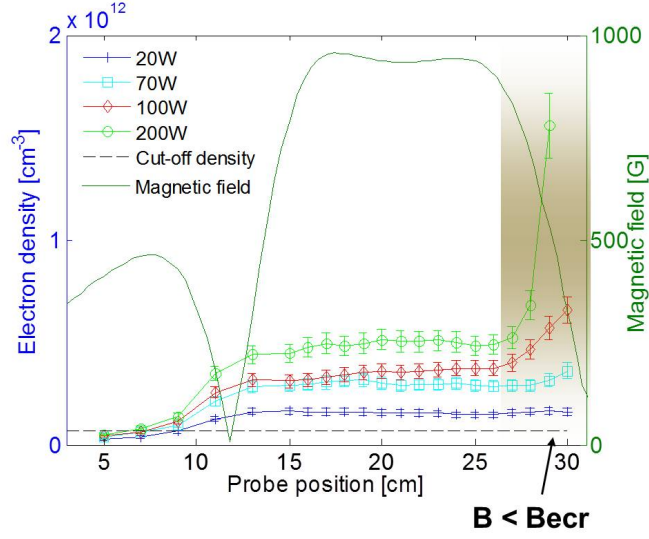 2 x 10^12
1000
20W
70W
100W
200W
Cut-off density
Magnetic field
Electron density [cm^-3]
1
500
Magnetic field [G]
0
0
5 10 15 20 25 30
Probe position [cm]
B < Becr